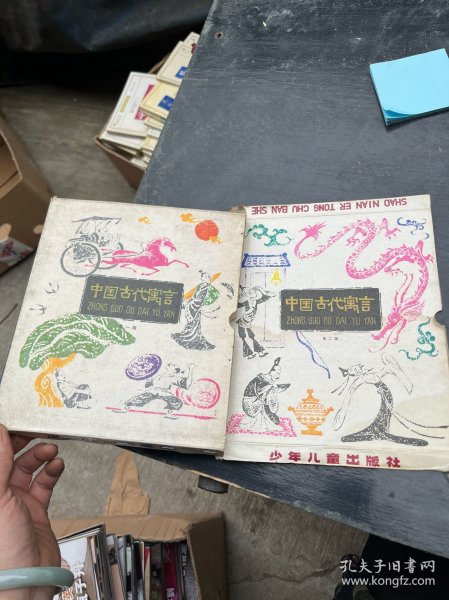 中国古代寓言
ZHONG GUO GU DAI YU YAN
SHAO NIAN ER TONG CHU BAN SHE
中国古代寓言
ZHONG GUO GU DAI YU YAN
第二辑
少年儿童出版社
孔夫子旧书网
www.kongfz.com